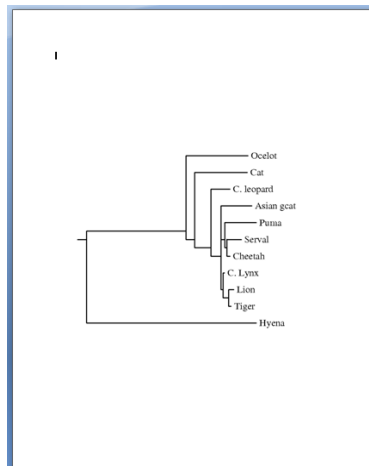 Ocelot
Cat
C. leopard
Asian gcat
Puma
Serval
Cheetah
C. Lynx
Lion
Tiger
Hyena